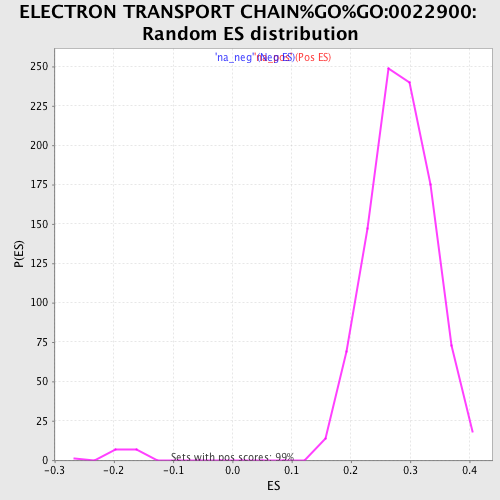 ELECTRON TRANSPORT CHAIN%GO%GO:0022900:
Random ES distribution
'na_neg' (Neg ES)
(Pos ES)
250
225
200
175
150
125
100
75
50
25
0
P(ES)
Sets with pos scores: 99%
-0.3 -0.2 -0.1 0.0 0.1 0.2 0.3 0.4
ES